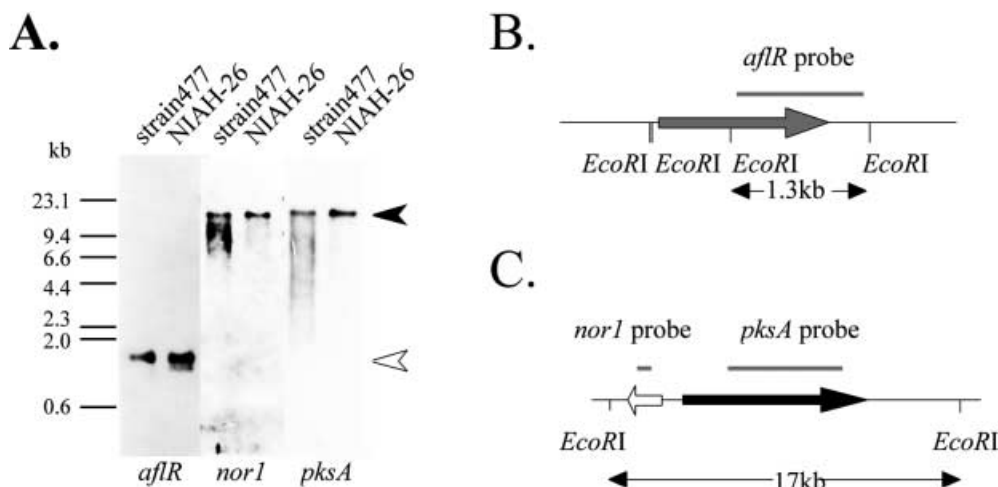 A.
strain477
NIAH-26
strain477
NIAH-26
strain477
NIAH-26
kb
23.1
9.4
6.6
4.4
2.3
2.0
0.6
aflR nor1 pksA
B.
aflR probe
EcoRI EcoRI EcoRI EcoRI
1.3kb
C.
nor1 probe pksA probe
EcoRI EcoRI
17kb